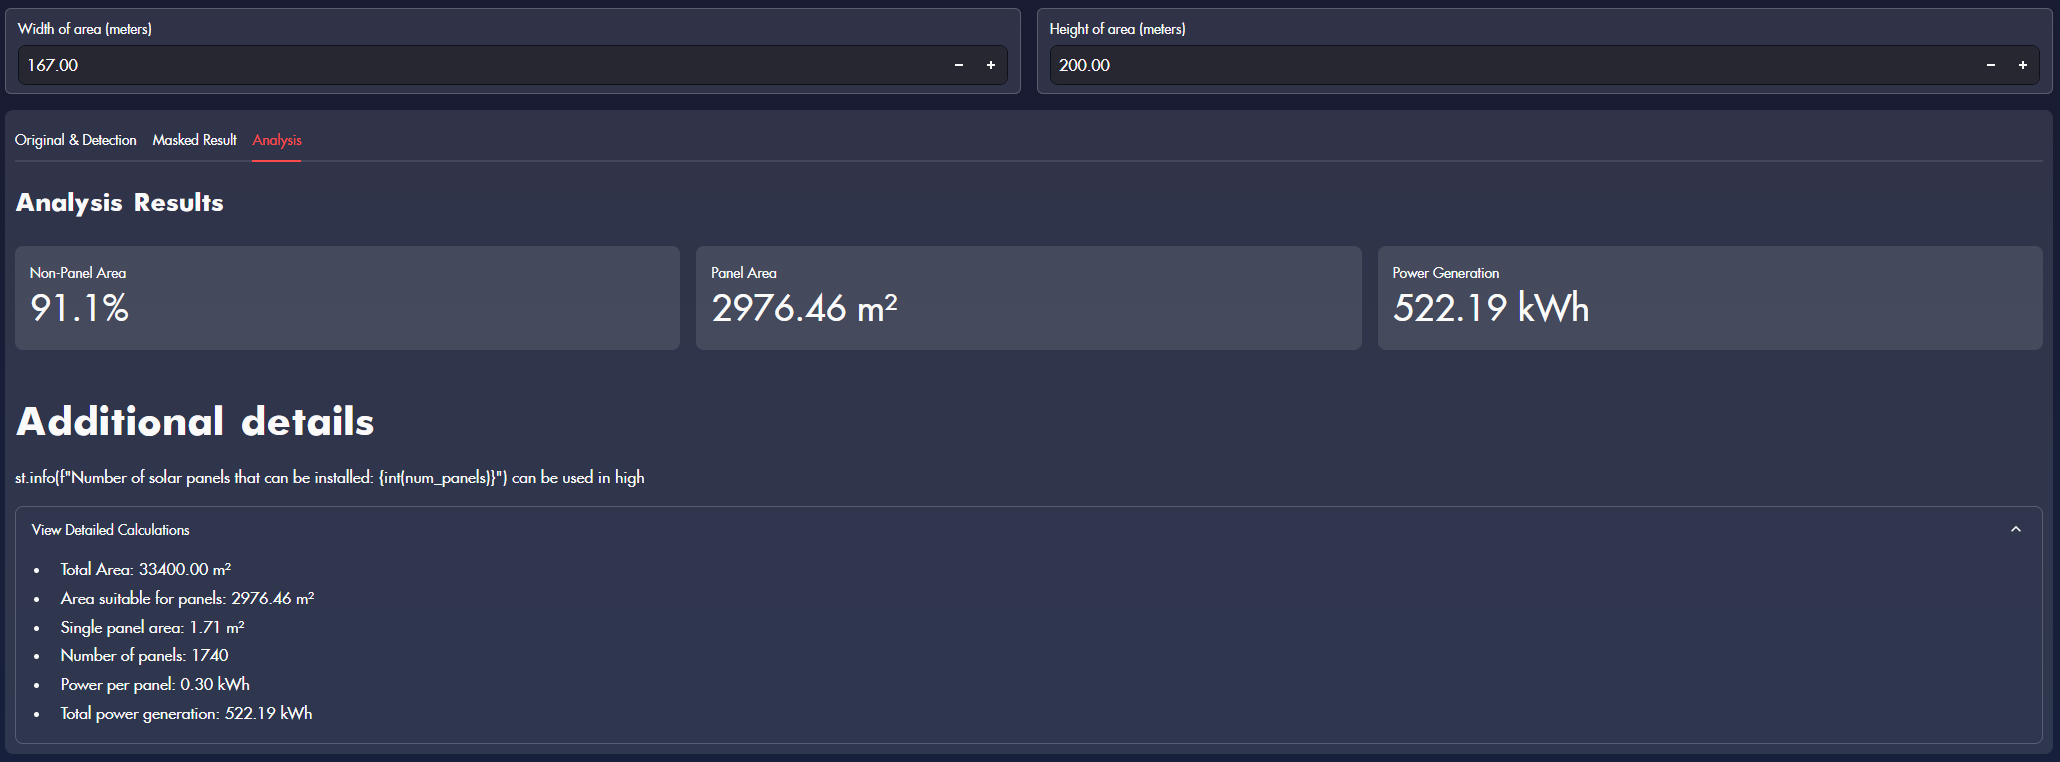 Width of area (meters)
Height of area (meters)
167.00
200.00
Original & Detection
Masked Result
Analysis
Analysis Results
Non-Panel Area
91.1%
Panel Area
2976.46 m²
Power Generation
522.19 kWh
Additional details
st.info(f"Number of solar panels that can be installed: {int(num_panels)}") can be used in high
View Detailed Calculations
• Total Area: 33400.00 m²
• Area suitable for panels: 2976.46 m²
• Single panel area: 1.71 m²
• Number of panels: 1740
• Power per panel: 0.30 kWh
• Total power generation: 522.19 kWh